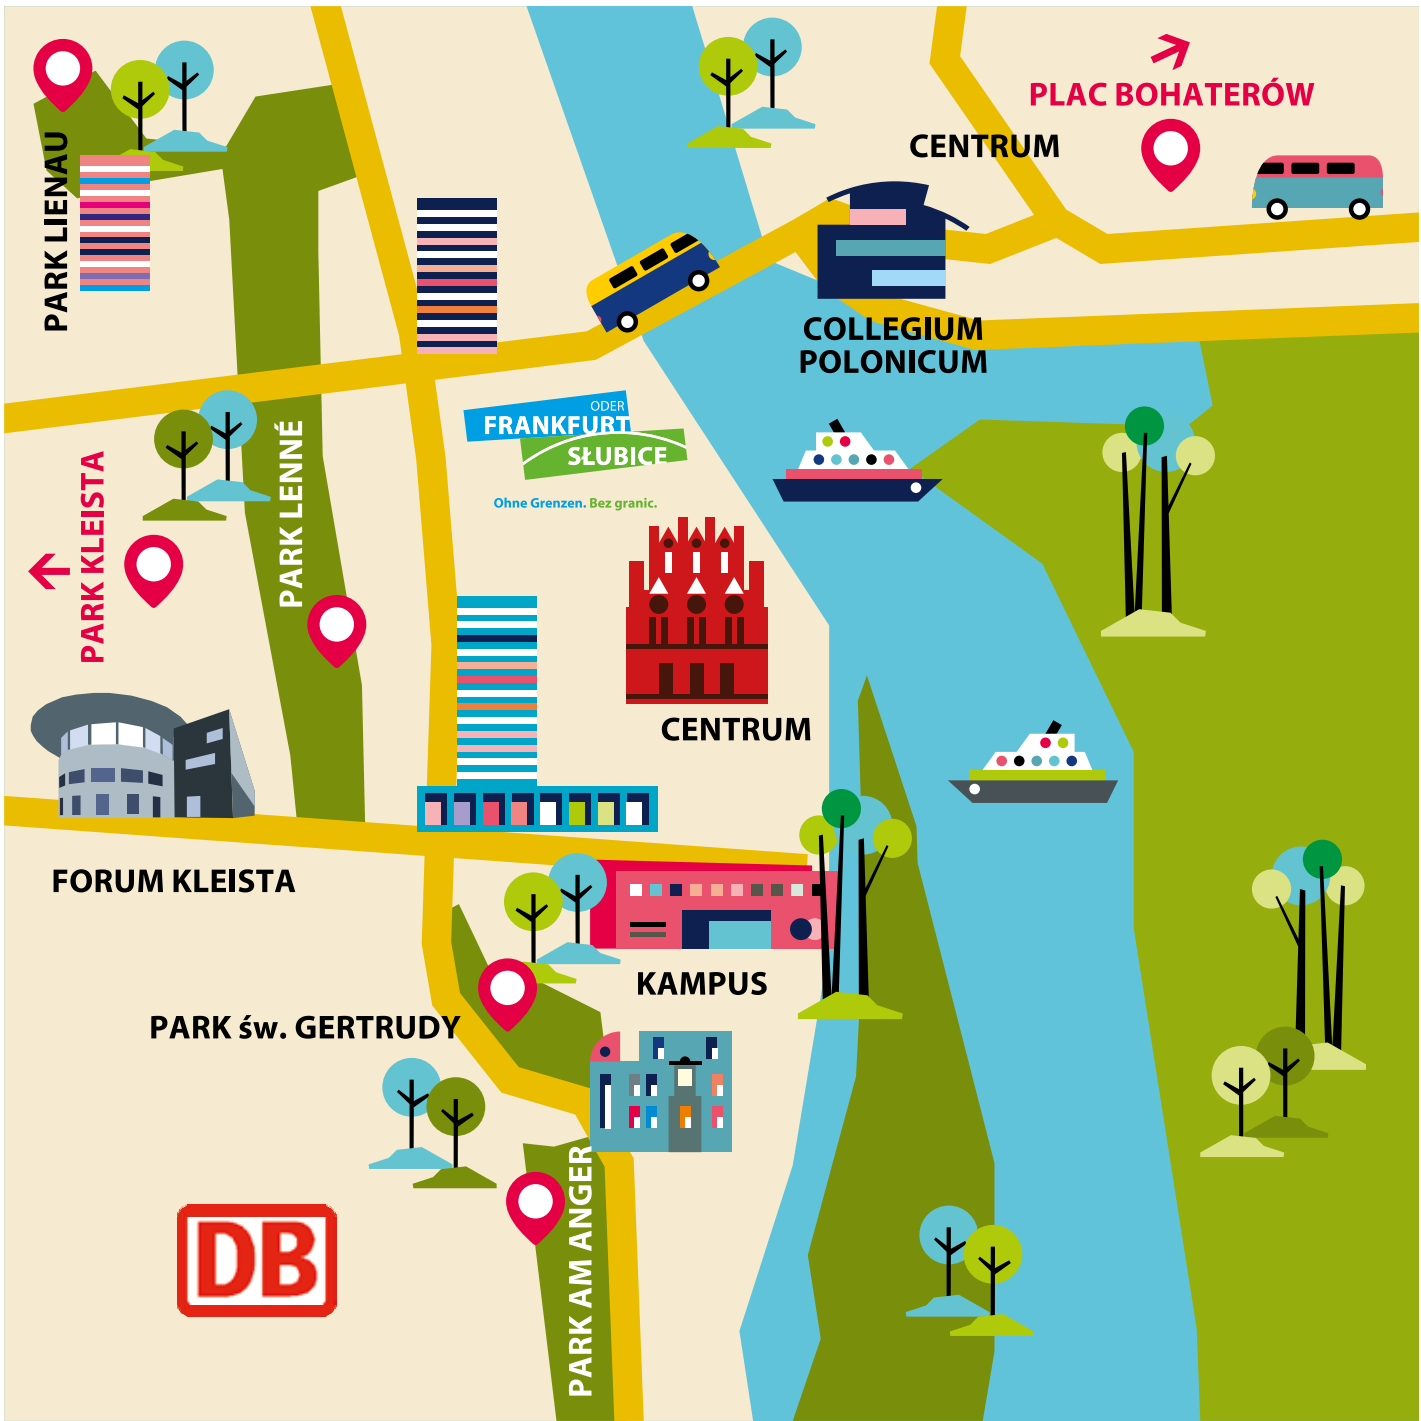 PLAC BOHATERÓW
CENTRUM
PARK LIENAU
COLLEGIUM
POLONICUM
ODER
FRANKFURT
SŁUBICE
Ohne Grenzen. Bez granic.
PARK LENNÉ
PARK KLEISTA
CENTRUM
FORUM KLEISTA
KAMPUS
PARK św. GERTRUDY
PARK AM ANGER
DB